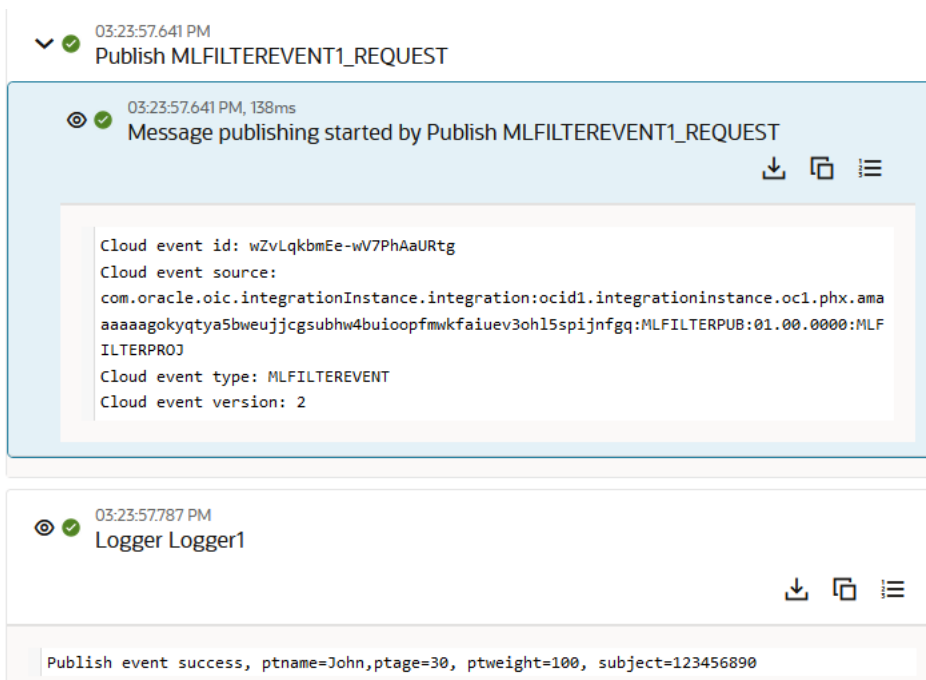 03:23:57.641 PM
Publish MLFILTEREVENT1_REQUEST
03:23:57.641 PM, 138ms
Message publishing started by Publish MLFILTEREVENT1_REQUEST
Cloud event id: wZvLqkbmEe-wV7PhAaURtg
Cloud event source:
com.oracle.oic.integrationInstance.integration:ocid1.integrationinstance.oc1.phx.ama
aaaaagokyqtya5bweujjcgsubhw4buioopfmwkfaiuev3ohl5spijnfgq:MLFILTERPUB:01.00.0000:MLF
ILTERPROJ
Cloud event type: MLFILTEREVENT
Cloud event version: 2
03:23:57.787 PM
Logger Logger1
Publish event success, ptname=John,ptage=30, ptweight=100, subject=123456890